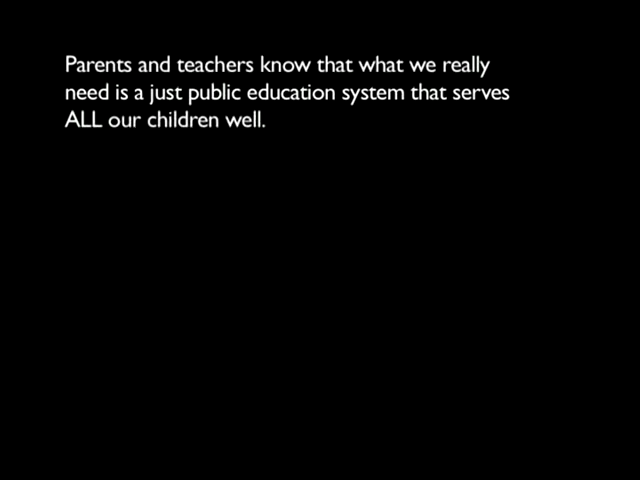 Parents and teachers know that what we really
need is a just public education system that serves
ALL our children well.